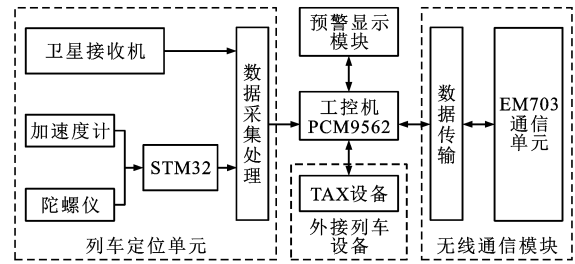 卫星接收机
加速度计
陀螺仪
STM32
数据采集处理
列车定位单元
预警显示
模块
工控机
PCM9562
TAX设备
外接列车
设备
数据传输
EM703
通信
单元
无线通信模块